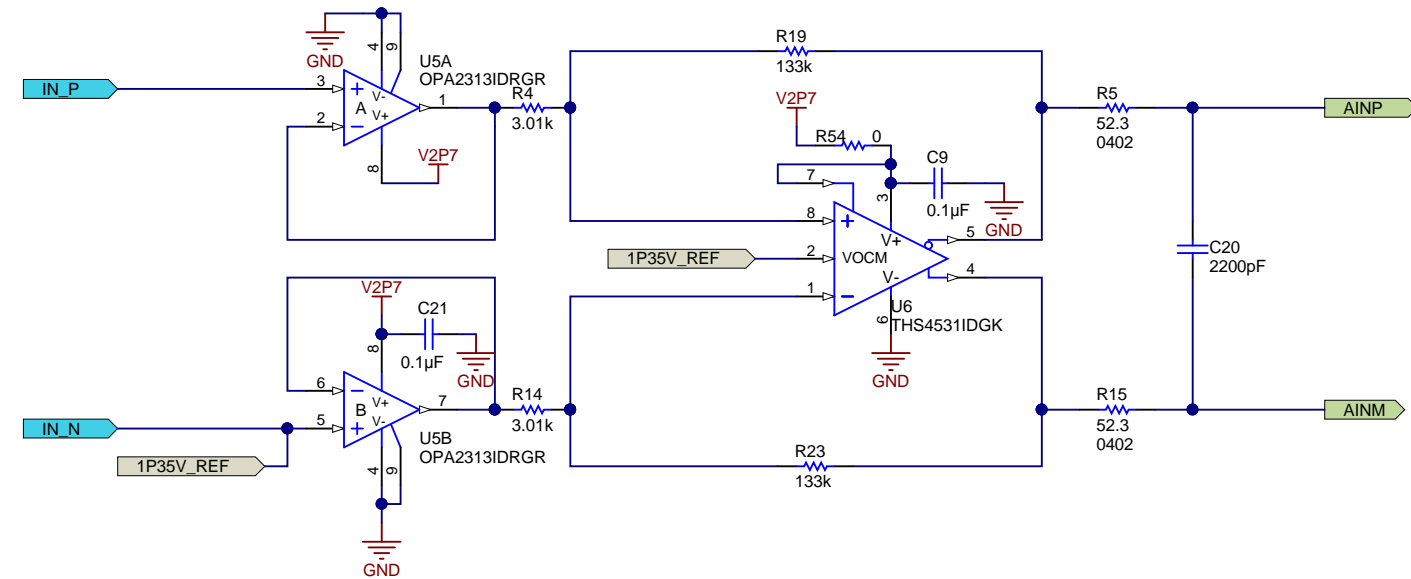 GND
4
9
U5A
OPA2313IDRGR
IN_P
3
+
V-
A
V+
1
2
−
8
V2P7
R4
3.01k
R19
133k
V2P7
R54
0
7
3
C9
0.1µF
GND
8
+
V+
5
1P35V_REF
2
VOCM
V-
4
1
−
6
U6
THS4531IDGK
GND
R5
52.3
0402
AINP
C20
2200pF
V2P7
C21
0.1µF
GND
8
6
−
V+
B
V-
7
IN_N
5
+
1P35V_REF
4
9
U5B
OPA2313IDRGR
GND
R14
3.01k
R23
133k
R15
52.3
0402
AINM